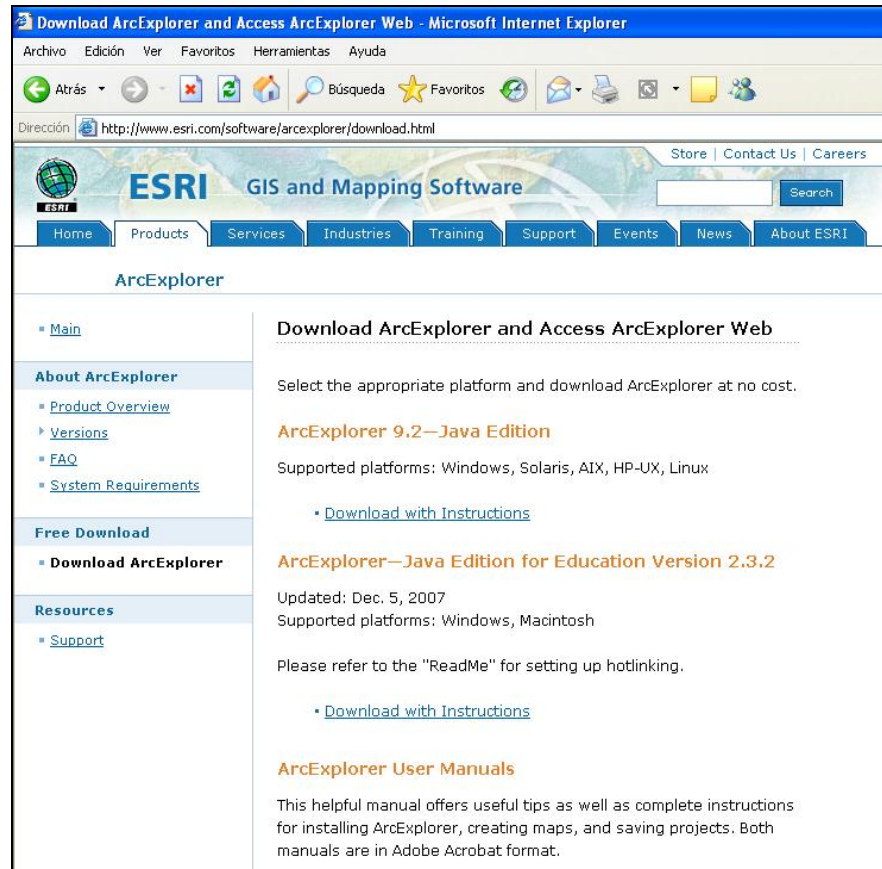 Download ArcExplorer and Access ArcExplorer Web - Microsoft Internet Explorer
Archivo Edición Ver Favoritos Herramientas Ayuda
Atrás Búsqueda Favoritos
Dirección http://www.esri.com/software/arcexplorer/download.html
Store | Contact Us | Careers
ESRI ESRI GIS and Mapping Software Search
Home Products Services Industries Training Support Events News About ESRI
ArcExplorer
Main
About ArcExplorer
Product Overview
Versions
FAQ
System Requirements
Free Download
Download ArcExplorer
Resources
Support
Download ArcExplorer and Access ArcExplorer Web
Select the appropriate platform and download ArcExplorer at no cost.
ArcExplorer 9.2—Java Edition
Supported platforms: Windows, Solaris, AIX, HP-UX, Linux
Download with Instructions
ArcExplorer—Java Edition for Education Version 2.3.2
Updated: Dec. 5, 2007
Supported platforms: Windows, Macintosh
Please refer to the "ReadMe" for setting up hotlinking.
Download with Instructions
ArcExplorer User Manuals
This helpful manual offers useful tips as well as complete instructions
for installing ArcExplorer, creating maps, and saving projects. Both
manuals are in Adobe Acrobat format.